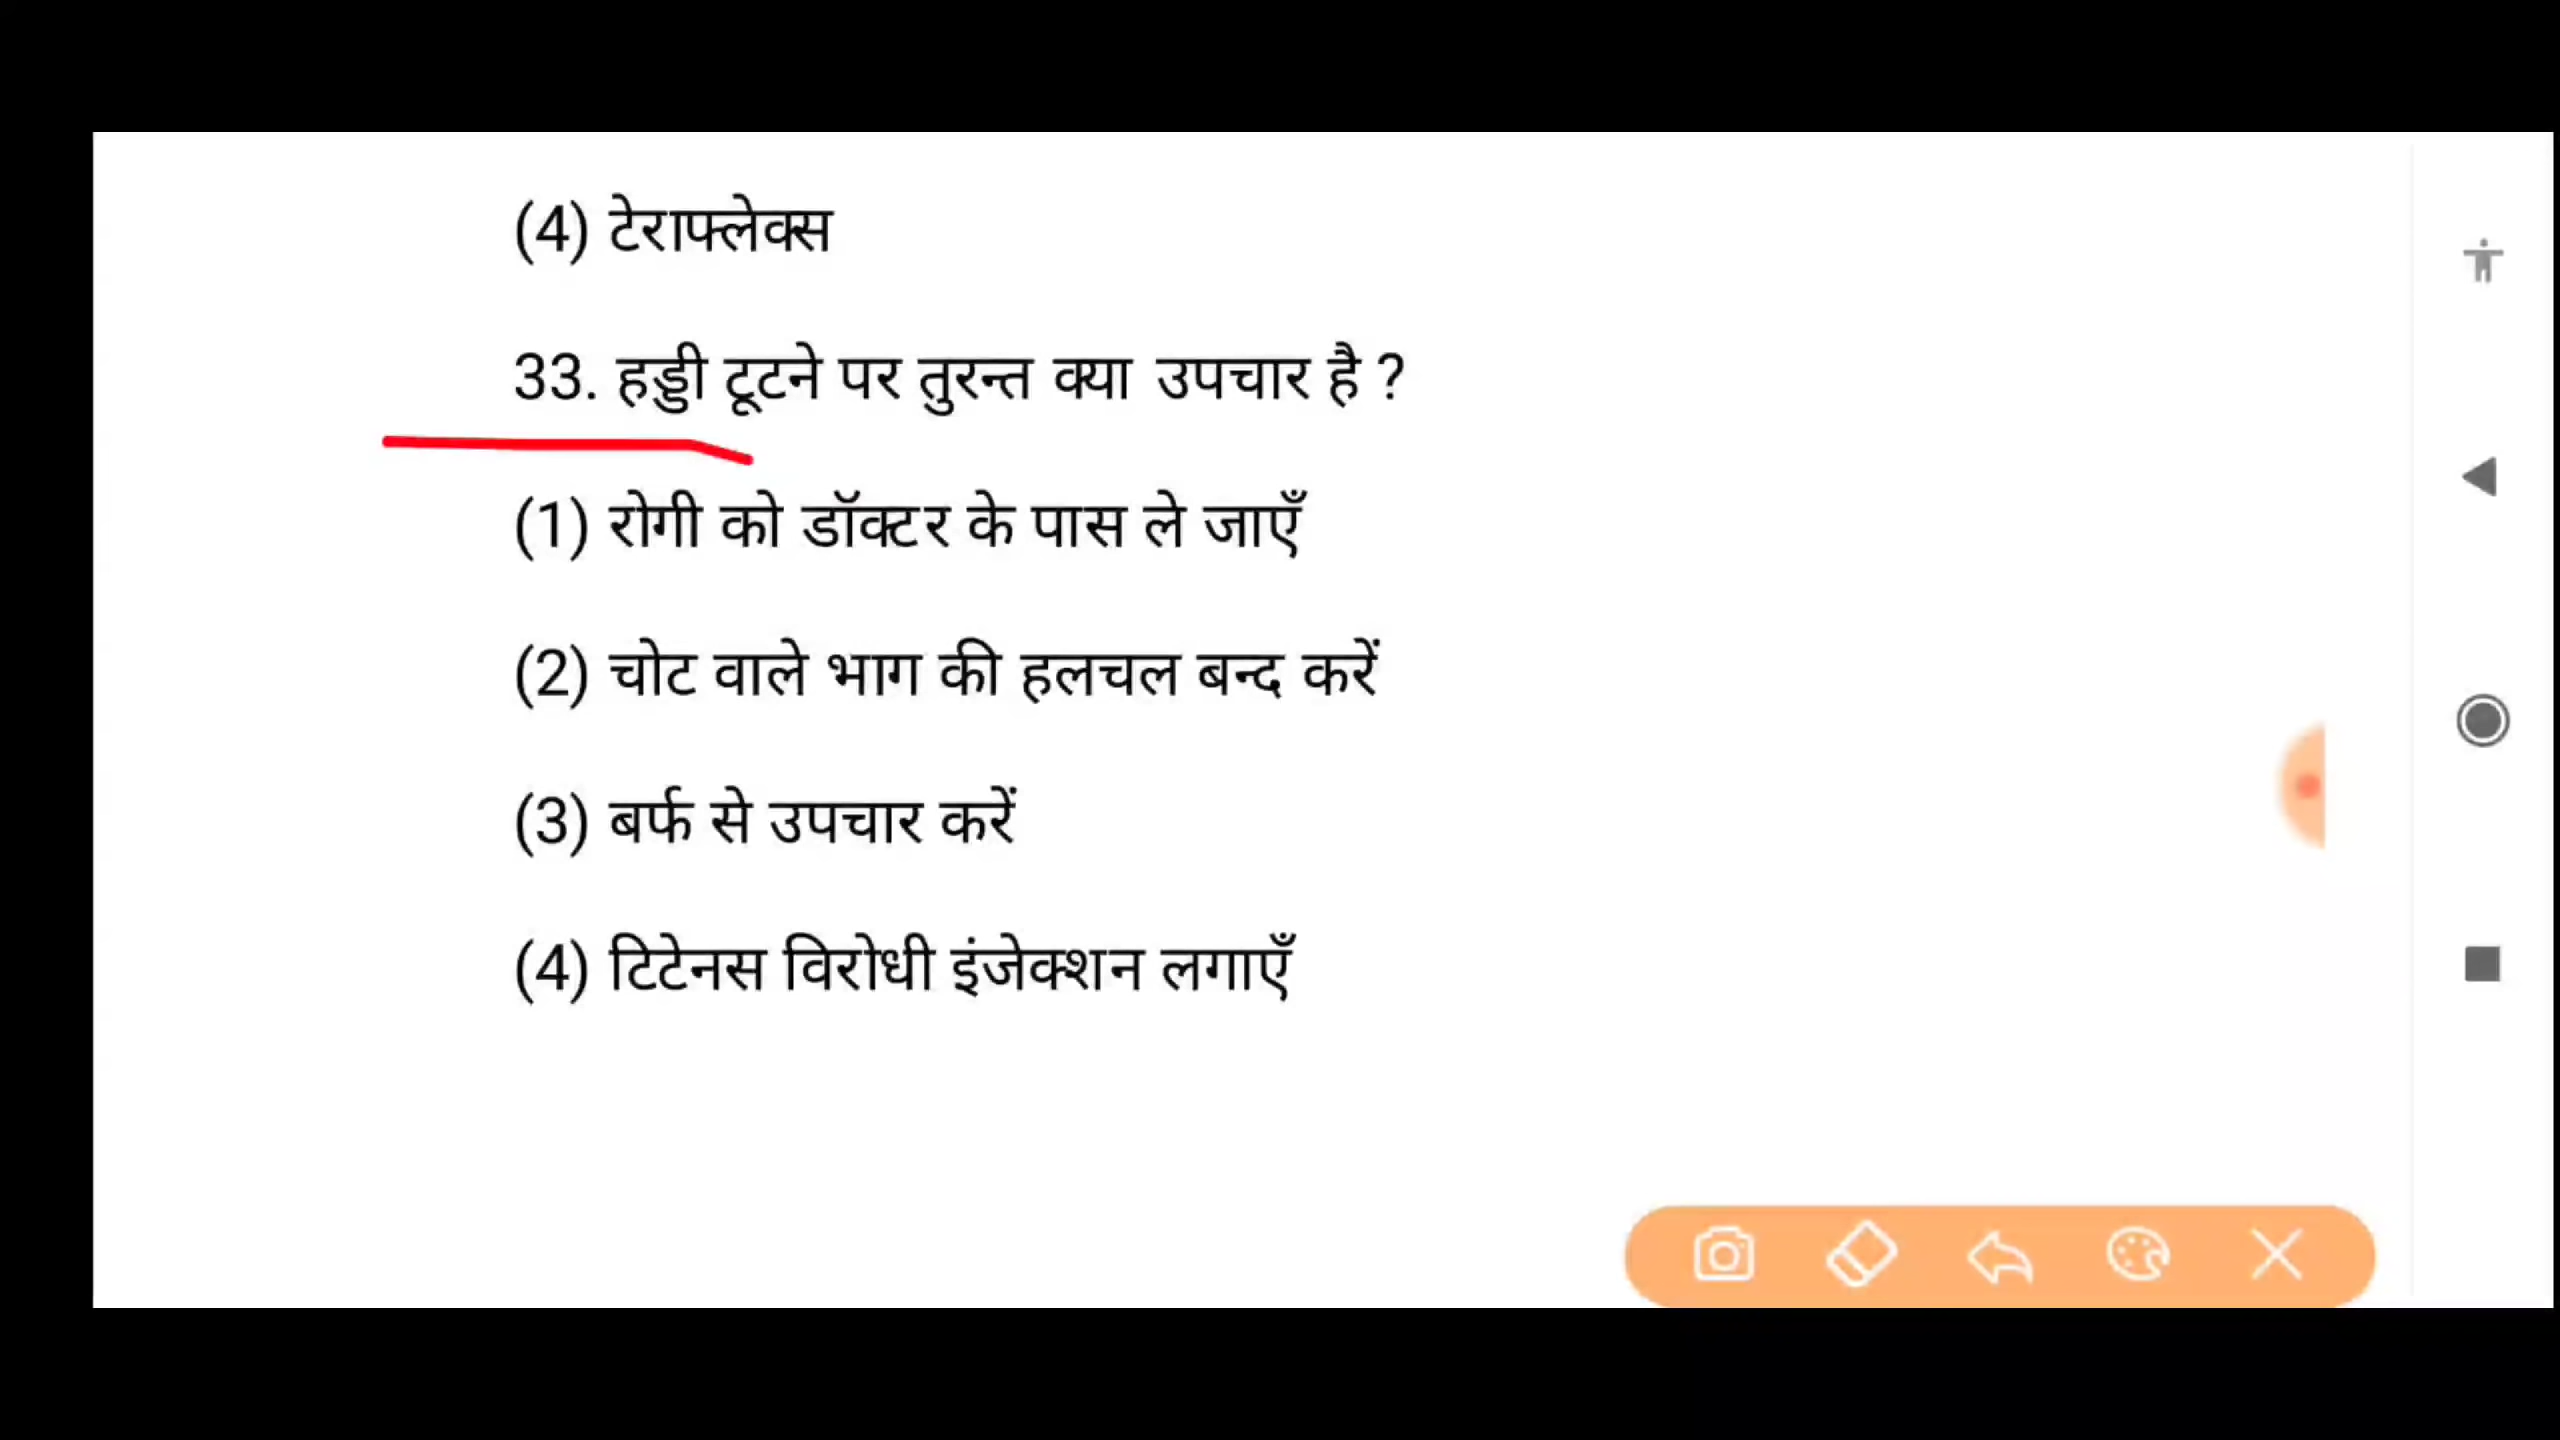 (4) टेराफ्लेक्स
33. हड्डी टूटने पर तुरन्त क्या उपचार है ?
(1) रोगी को डॉक्टर के पास ले जाएँ
(2) चोट वाले भाग की हलचल बन्द करें
(3) बर्फ से उपचार करें
(4) टिटेनस विरोधी इंजेक्शन लगाएँ